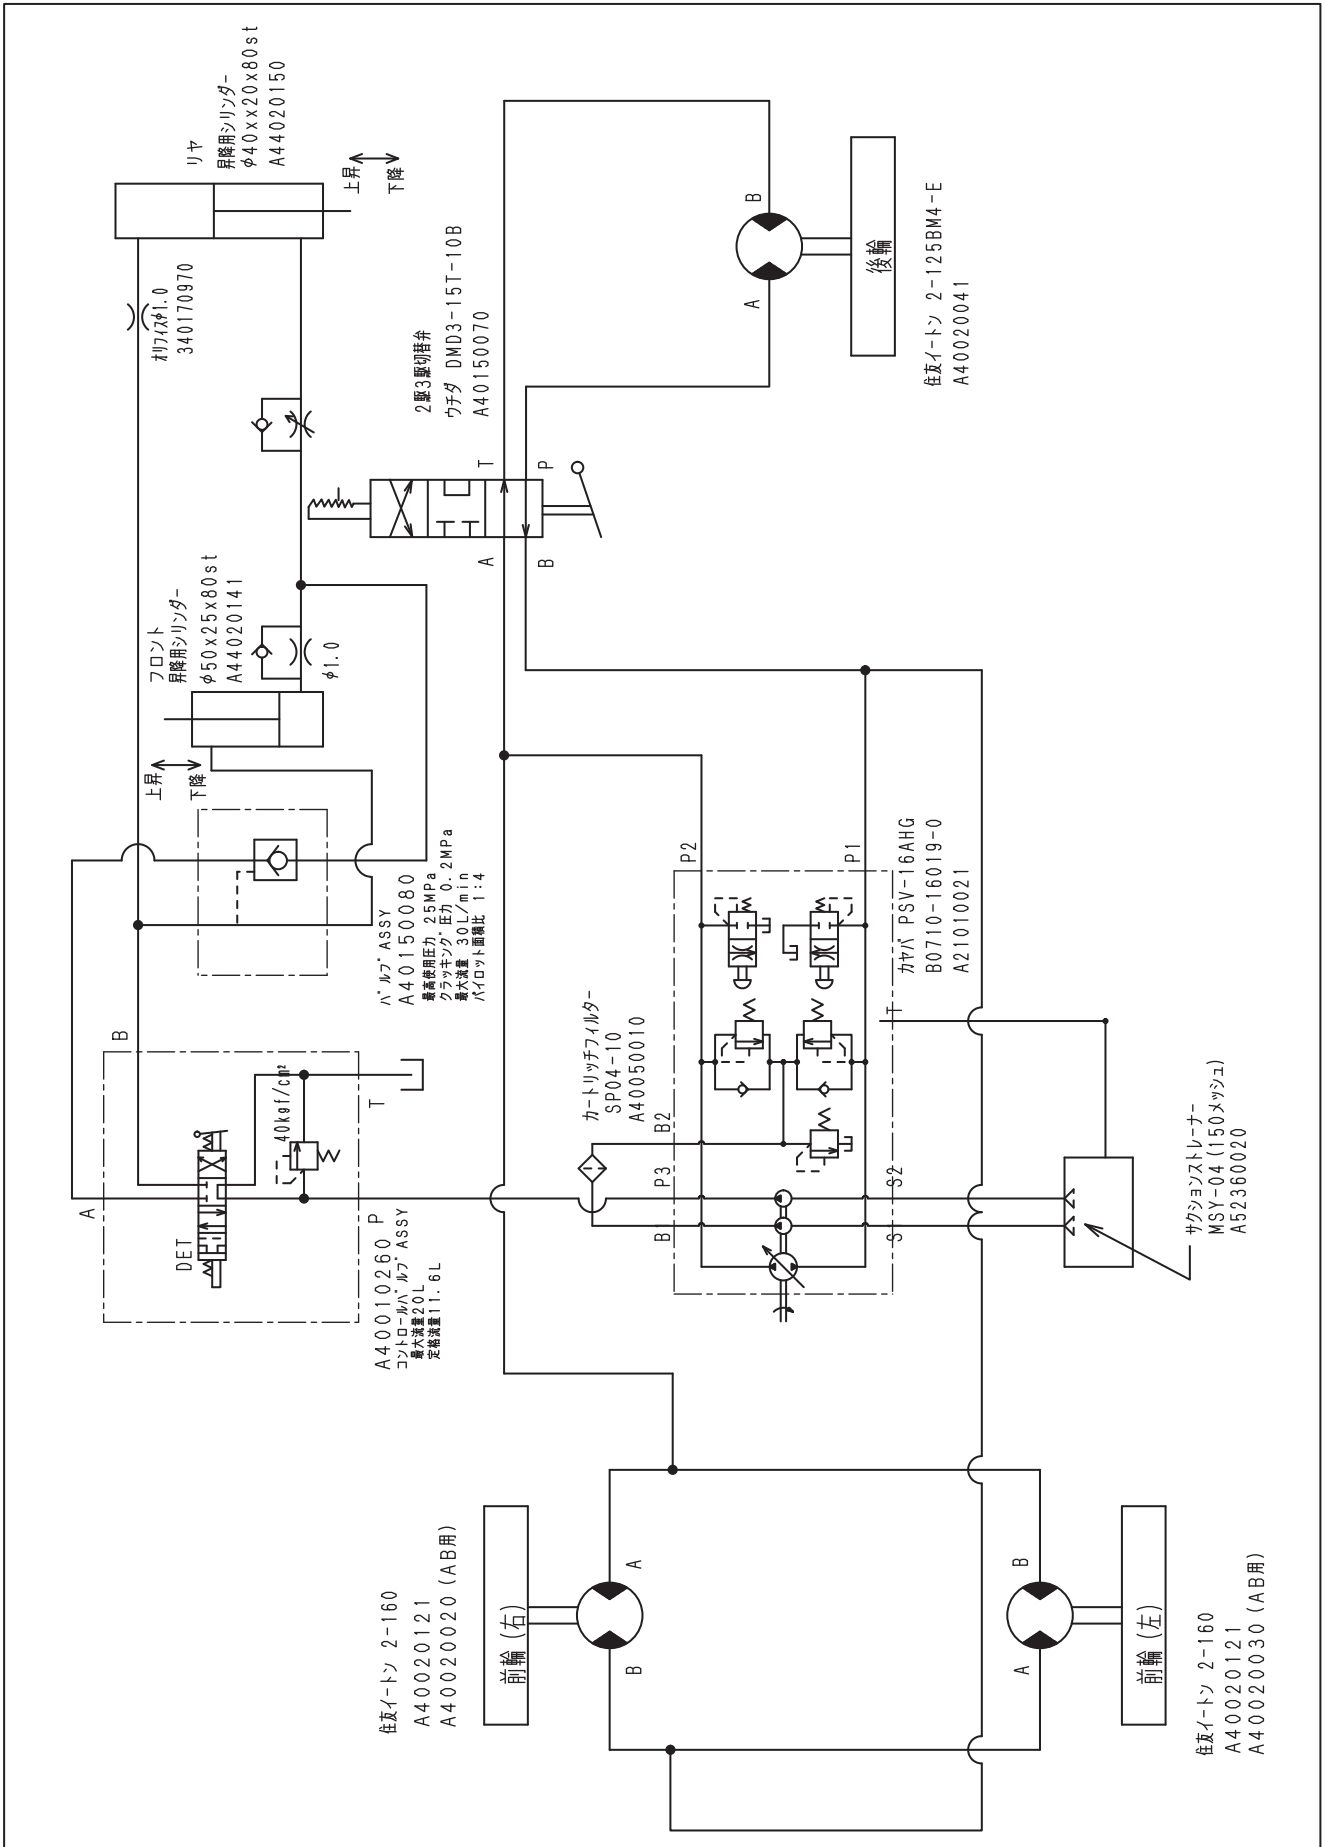 リヤ
昇降用シリンダー
φ40xx20x80st
A44020150
上昇
下降
オリフィスφ1.0
340170970
フロント
昇降用シリンダー
φ50x25x80st
A44020141
φ1.0
上昇
下降
2駆3駆切替弁
ウチダ DMD3-15T-10B
A40150070
T
P
A
B
B
A
後輪
住友イートン 2-125BM4-E
A40020041
バルブASSY
A40150080
最高使用圧力 25MPa
クラッキング圧力 0.2MPa
最大流量 30L/min
パイロット面積比 1:4
B
A
DET
40kgf/cm²
T
P
A40010260
コントロールバルブASSY
最大流量20L
定格流量11.6L
カートリッチフィルター
SP04-10
A40050010
P2
P1
B2
P3
B1
T
S2
S1
カヤバ PSV-16AHG
B0710-16019-0
A21010021
サクションストレーナー
MSY-04(150メッシュ)
A52360020
住友イートン 2-160
A40020121
A40020020(AB用)
前輪(右)
A
B
B
A
前輪(左)
住友イートン 2-160
A40020121
A40020030(AB用)